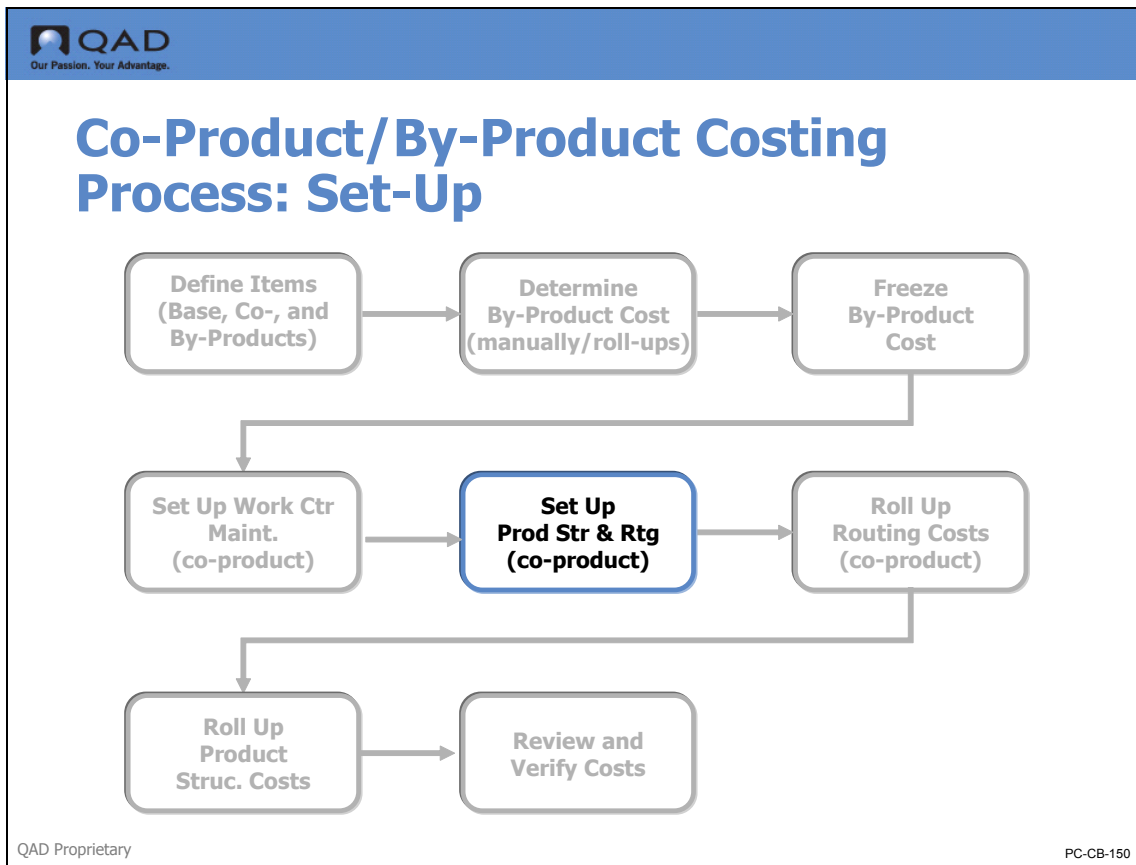 QAD
Our Passion. Your Advantage.
Co-Product/By-Product Costing
Process: Set-Up
Define Items
(Base, Co-, and
By-Products)
Determine
By-Product Cost
(manually/roll-ups)
Freeze
By-Product
Cost
Set Up Work Ctr
Maint.
(co-product)
Set Up
Prod Str & Rtg
(co-product)
Roll Up
Routing Costs
(co-product)
Roll Up
Product
Struc. Costs
Review and
Verify Costs
QAD Proprietary
PC-CB-150